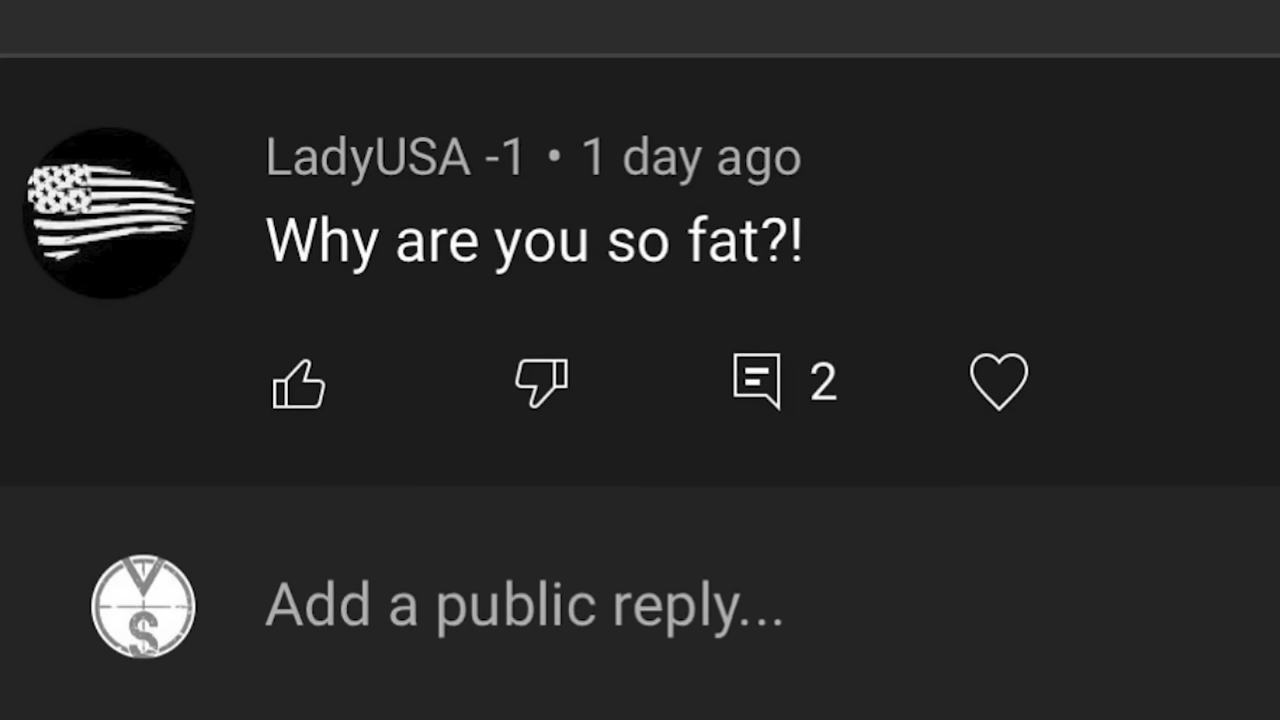 LadyUSA -1 • 1 day ago
Why are you so fat?!
2
Add a public reply...